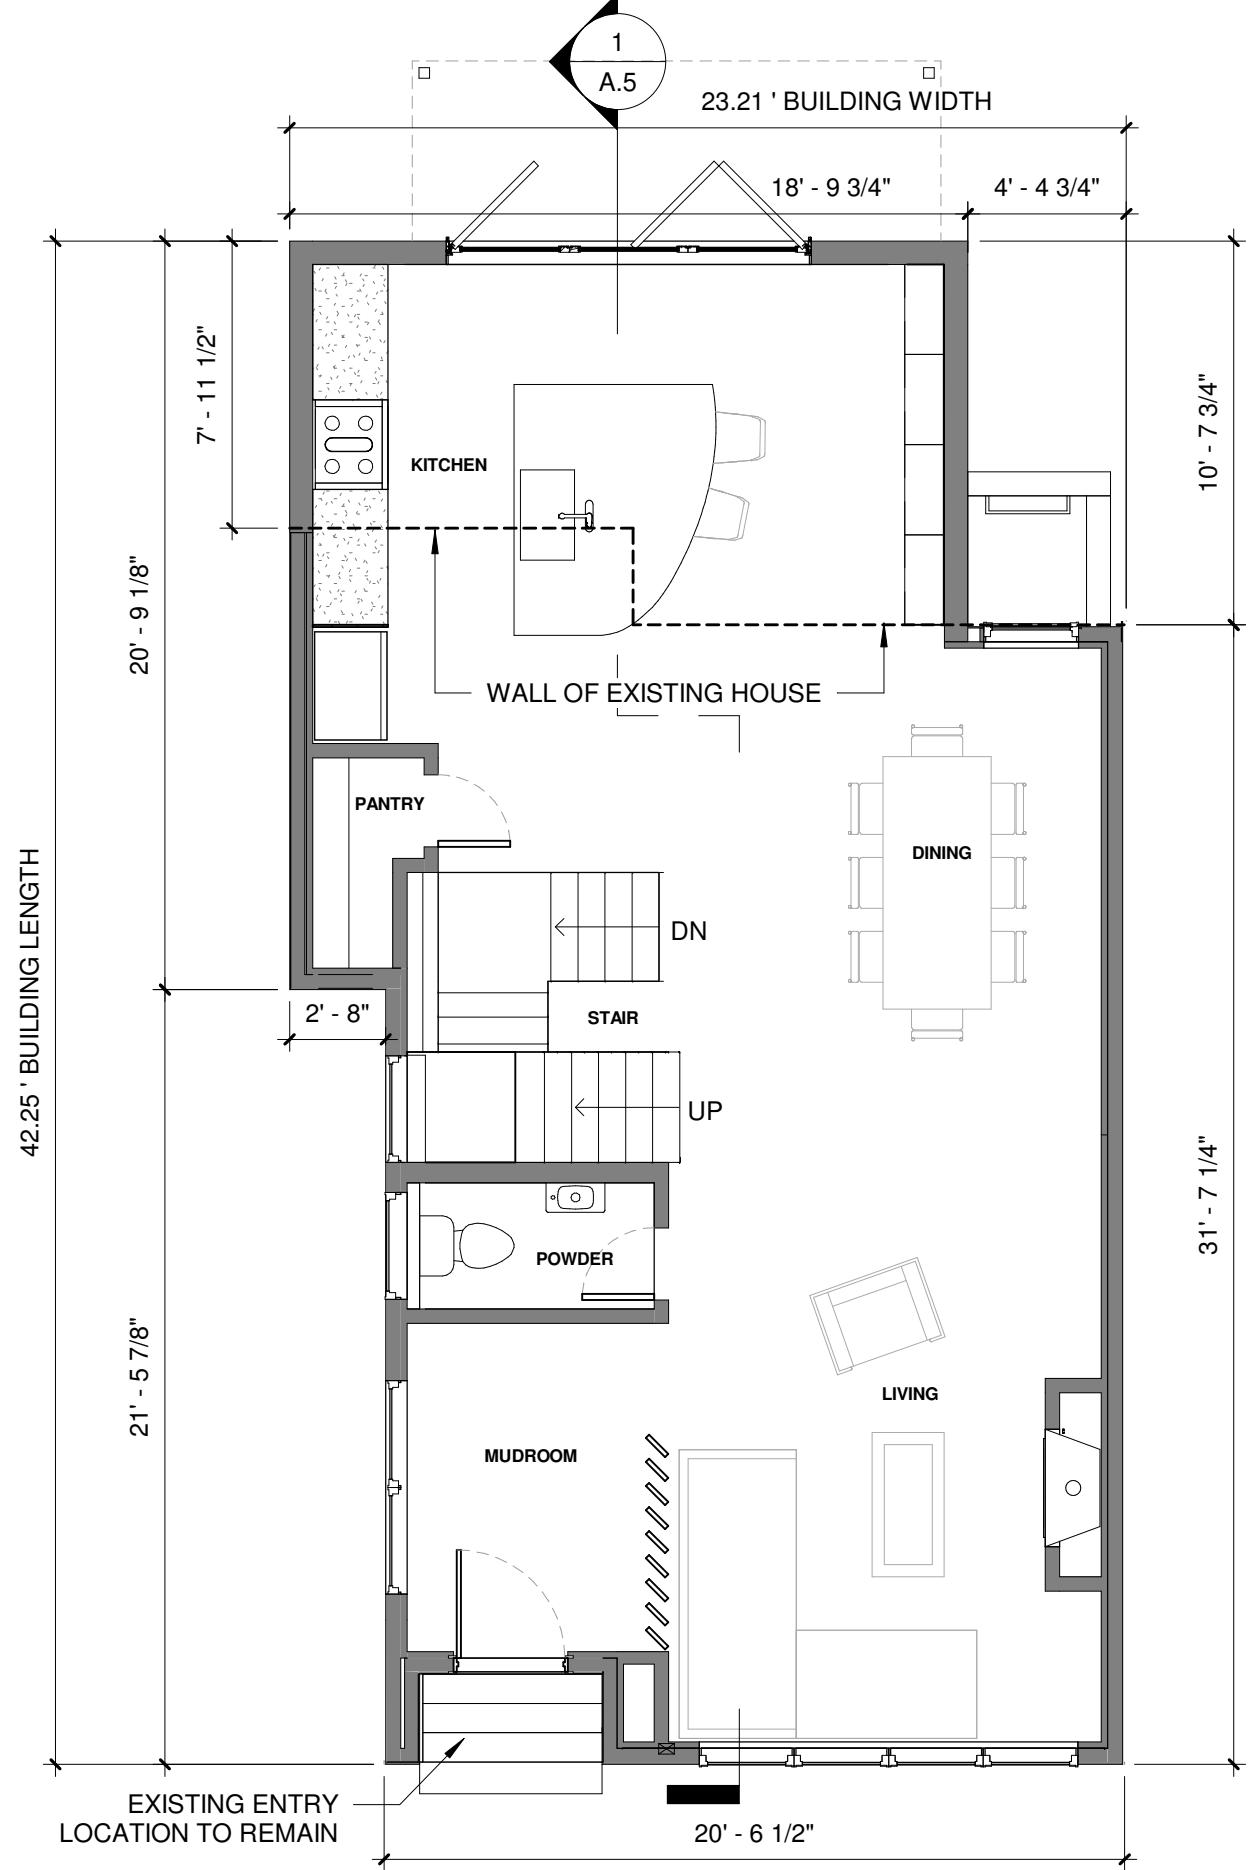 1
A.5
23.21 ' BUILDING WIDTH
18' - 9 3/4"
4' - 4 3/4"
7' - 11 1/2"
10' - 7 3/4"
KITCHEN
20' - 9 1/8"
WALL OF EXISTING HOUSE
PANTRY
DINING
42.25 ' BUILDING LENGTH
DN
2' - 8"
STAIR
UP
31' - 7 1/4"
POWDER
21' - 5 7/8"
LIVING
MUDROOM
EXISTING ENTRY
LOCATION TO REMAIN
20' - 6 1/2"